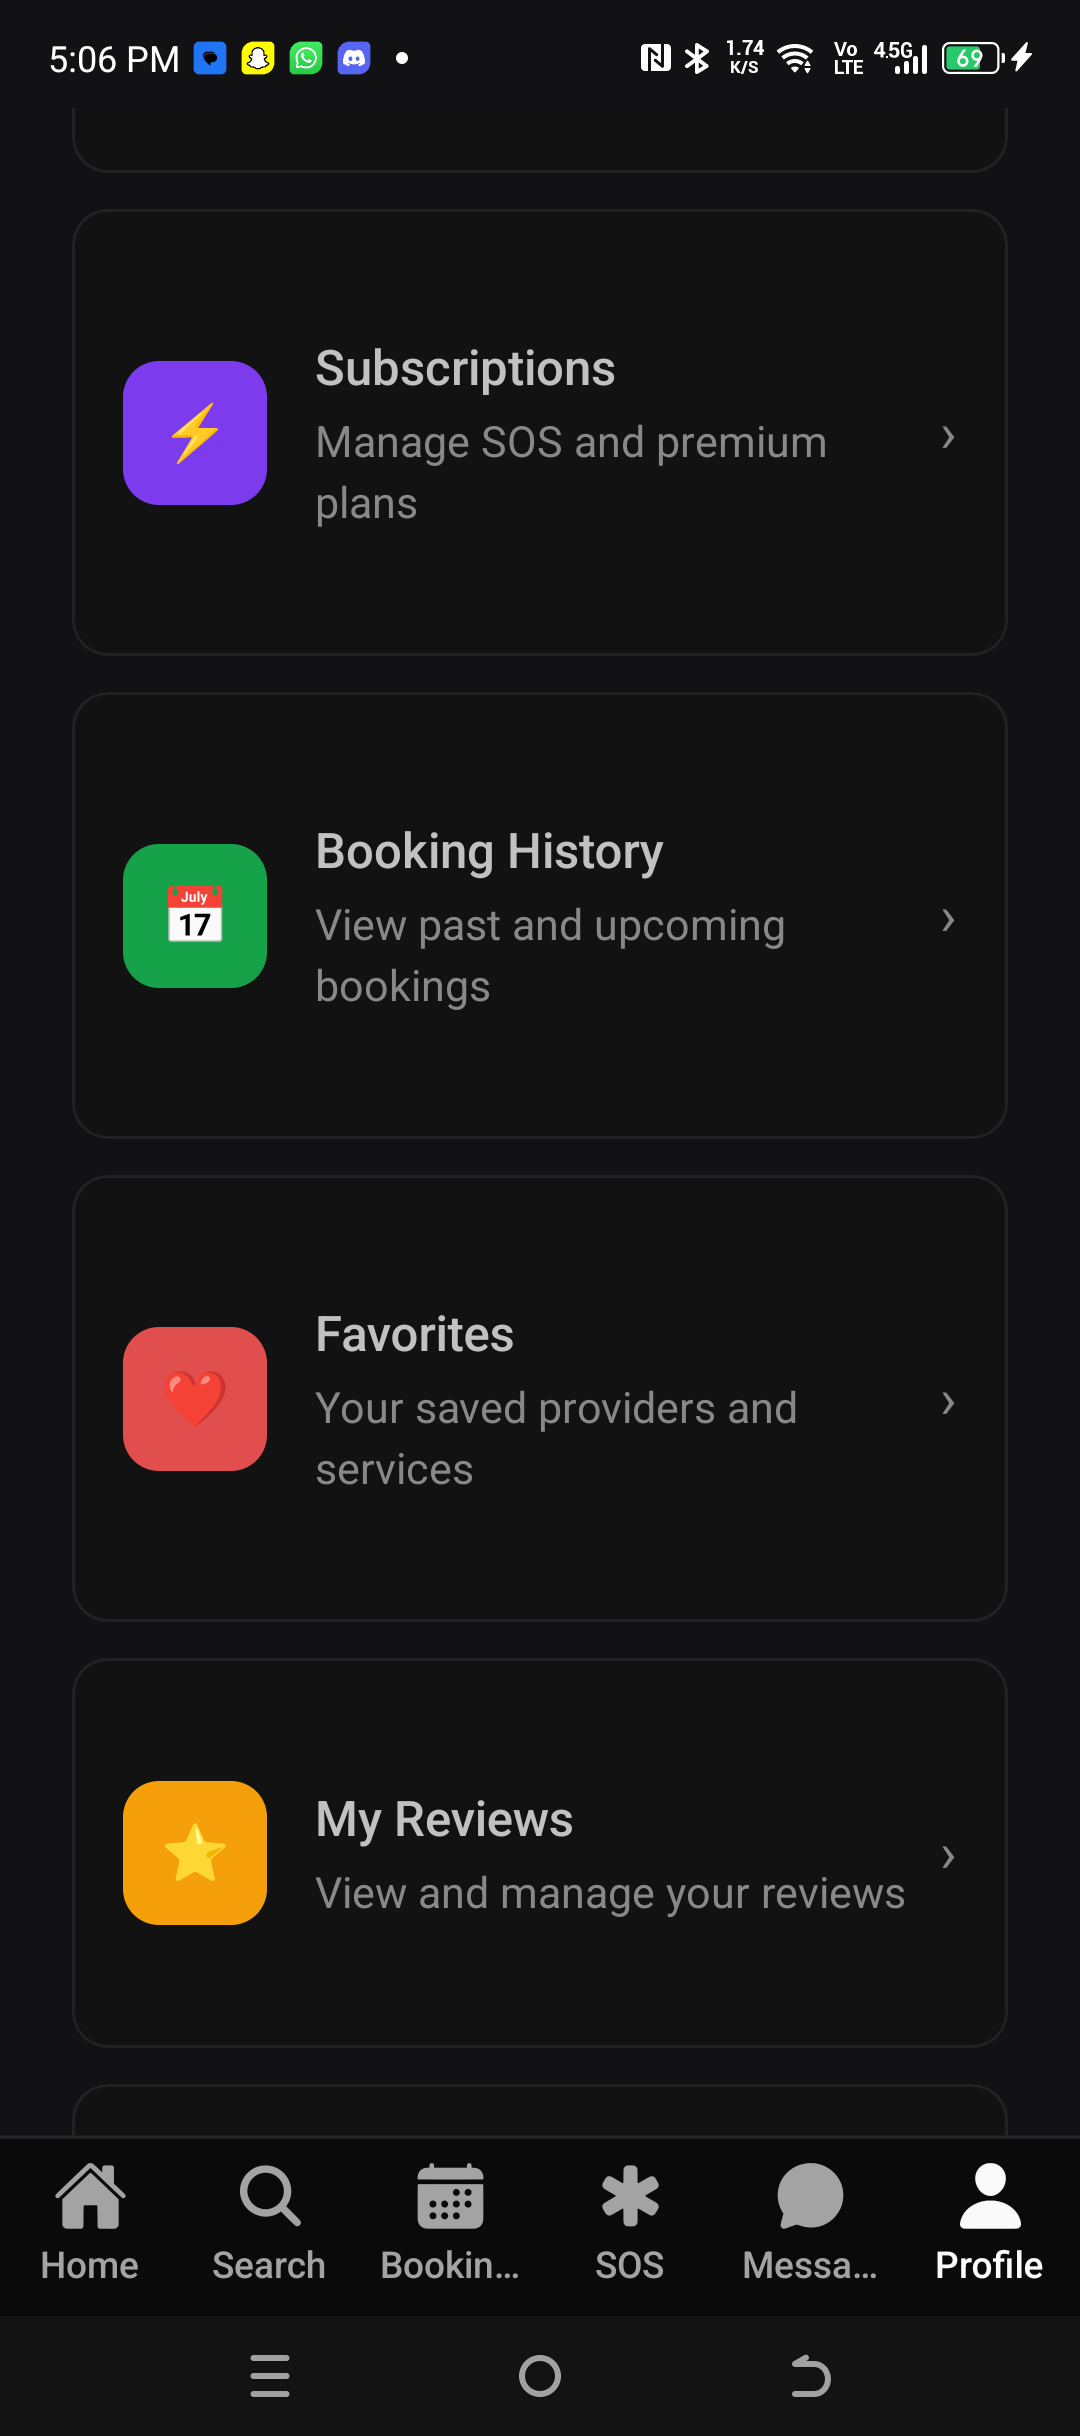 5:06 PM
1.74
K/S
Vo
LTE
4.5G
69
Subscriptions
Manage SOS and premium
plans
›
July
17
Booking History
View past and upcoming
bookings
›
Favorites
Your saved providers and
services
›
My Reviews
View and manage your reviews
›
Home
Search
Bookin...
SOS
Messa...
Profile